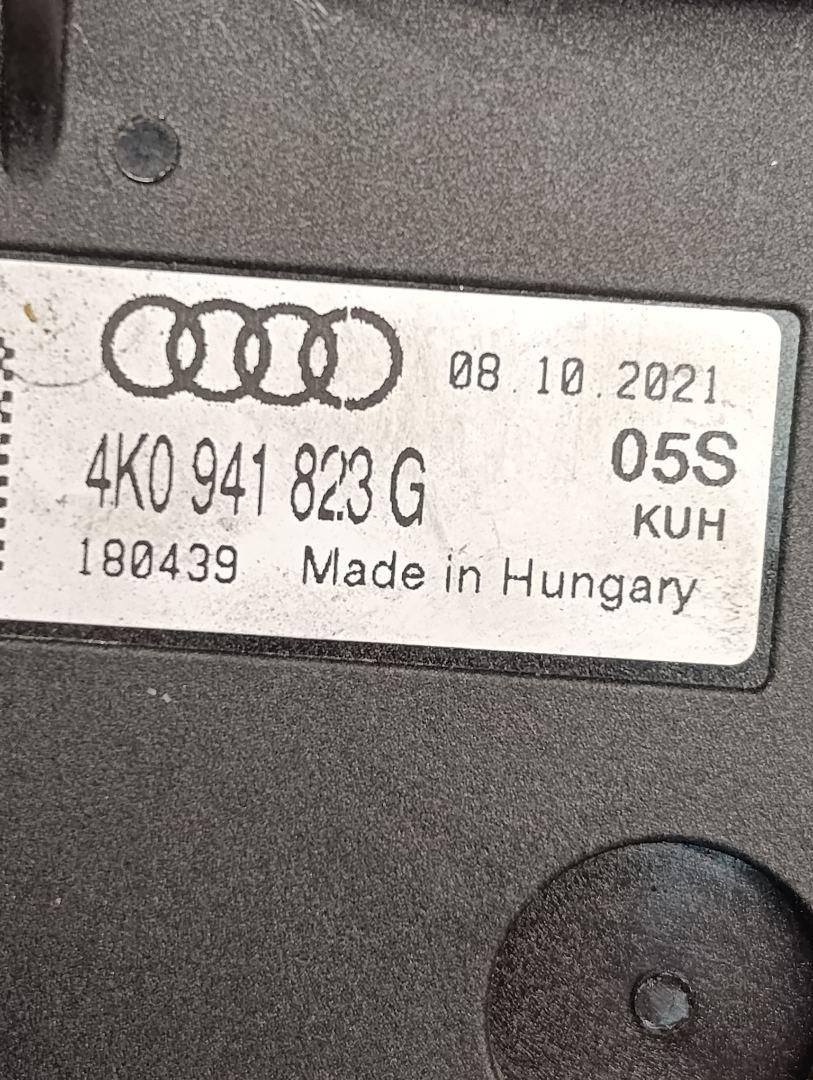 08.10.2021
4K0 941 823 G
05S
KUH
180439 Made in Hungary